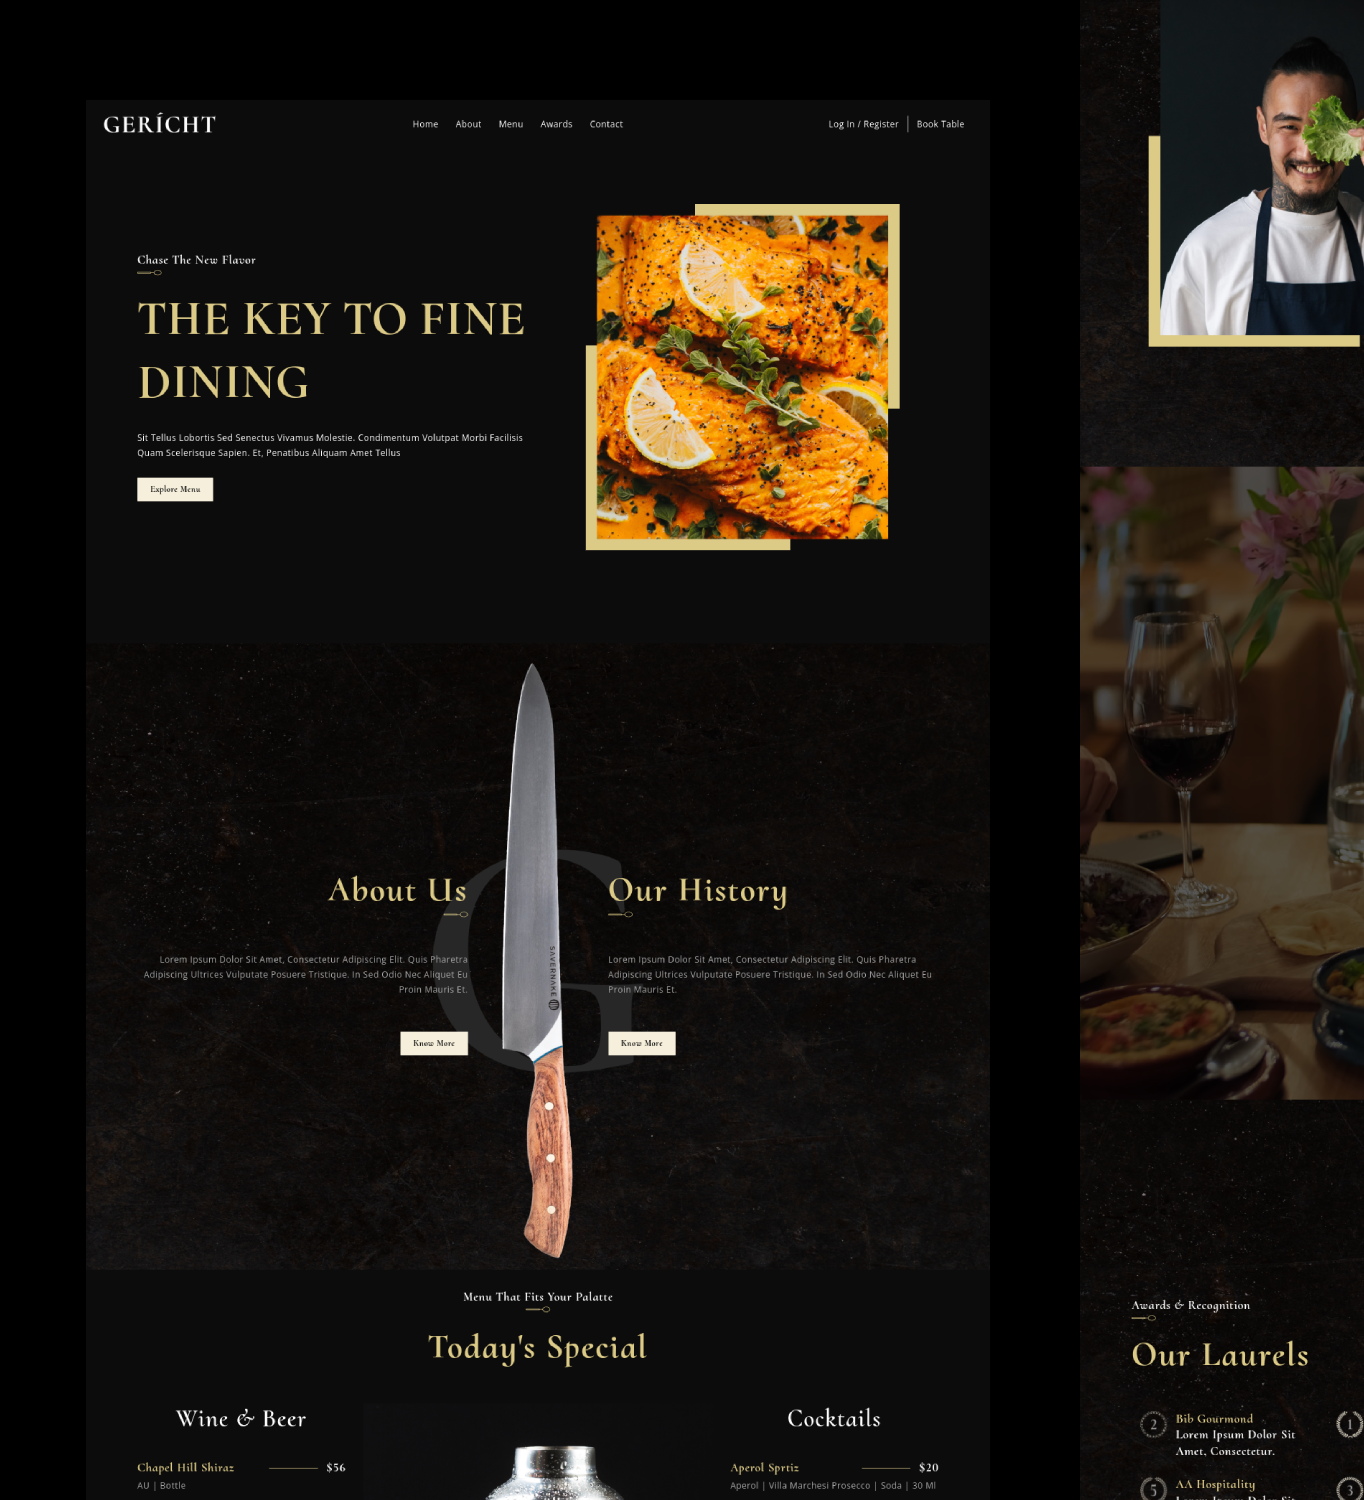 GERÍCHT
Home About Menu Awards Contact
Log In / Register Book Table
Chase The New Flavor
THE KEY TO FINE
DINING
Sit Tellus Lobortis Sed Senectus Vivamus Molestie. Condimentum Volutpat Morbi Facilisis
Quam Scelerisque Sapien. Et, Penatibus Aliquam Amet Tellus
Explore Menu
G
About Us
Lorem Ipsum Dolor Sit Amet, Consectetur Adipiscing Elit. Quis Pharetra
Adipiscing Ultrices Vulputate Posuere Tristique. In Sed Odio Nec Aliquet Eu
Proin Mauris Et.
Know More
SAVERNAKE
Our History
Lorem Ipsum Dolor Sit Amet, Consectetur Adipiscing Elit. Quis Pharetra
Adipiscing Ultrices Vulputate Posuere Tristique. In Sed Odio Nec Aliquet Eu
Proin Mauris Et.
Know More
Menu That Fits Your Palatte
Today's Special
Wine & Beer
Chapel Hill Shiraz $56
AU | Bottle
Cocktails
Aperol Sprtiz $20
Aperol | Villa Marchesi Prosecco | Soda | 30 Ml
Awards & Recognition
Our Laurels
2
Bib Gourmond
Lorem Ipsum Dolor Sit
Amet, Consectetur.
1
5
AA Hospitality
Lorem Ipsum Dolor Sit
3